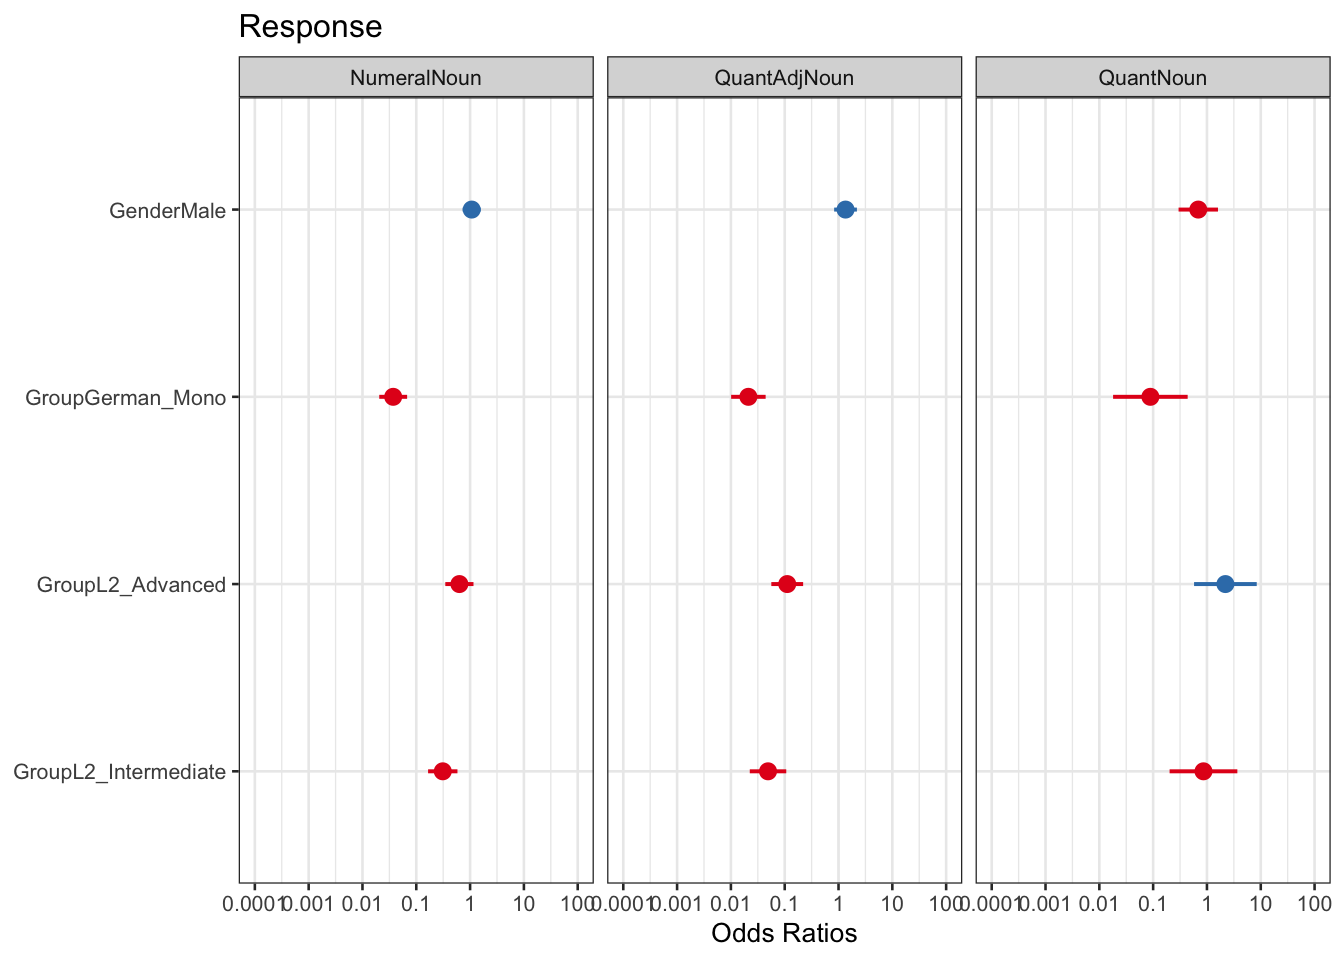 Response
NumeralNoun QuantAdjNoun QuantNoun
GenderMale
GroupGerman_Mono
GroupL2_Advanced
GroupL2_Intermediate
0.0001 0.001 0.01 0.1 1 10 100 0.0001 0.001 0.01 0.1 1 10 100 0.0001 0.001 0.01 0.1 1 10 100
Odds Ratios